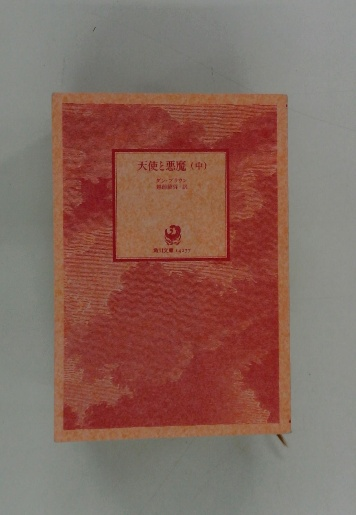 天使と悪魔（中）
ダン・ブラウン
越前敏弥 訳
角川文庫 14277